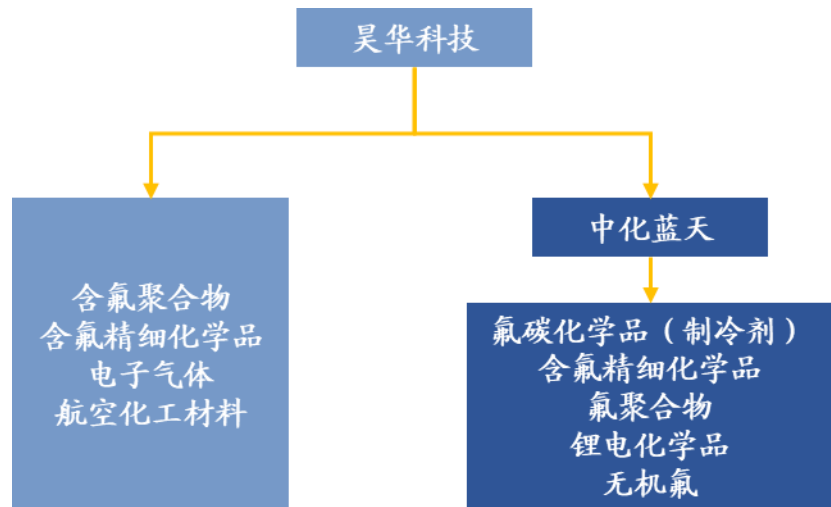 昊华科技
含氟聚合物
含氟精细化学品
电子气体
航空化工材料
中化蓝天
氟碳化学品（制冷剂）
含氟精细化学品
氟聚合物
锂电化学品
无机氟